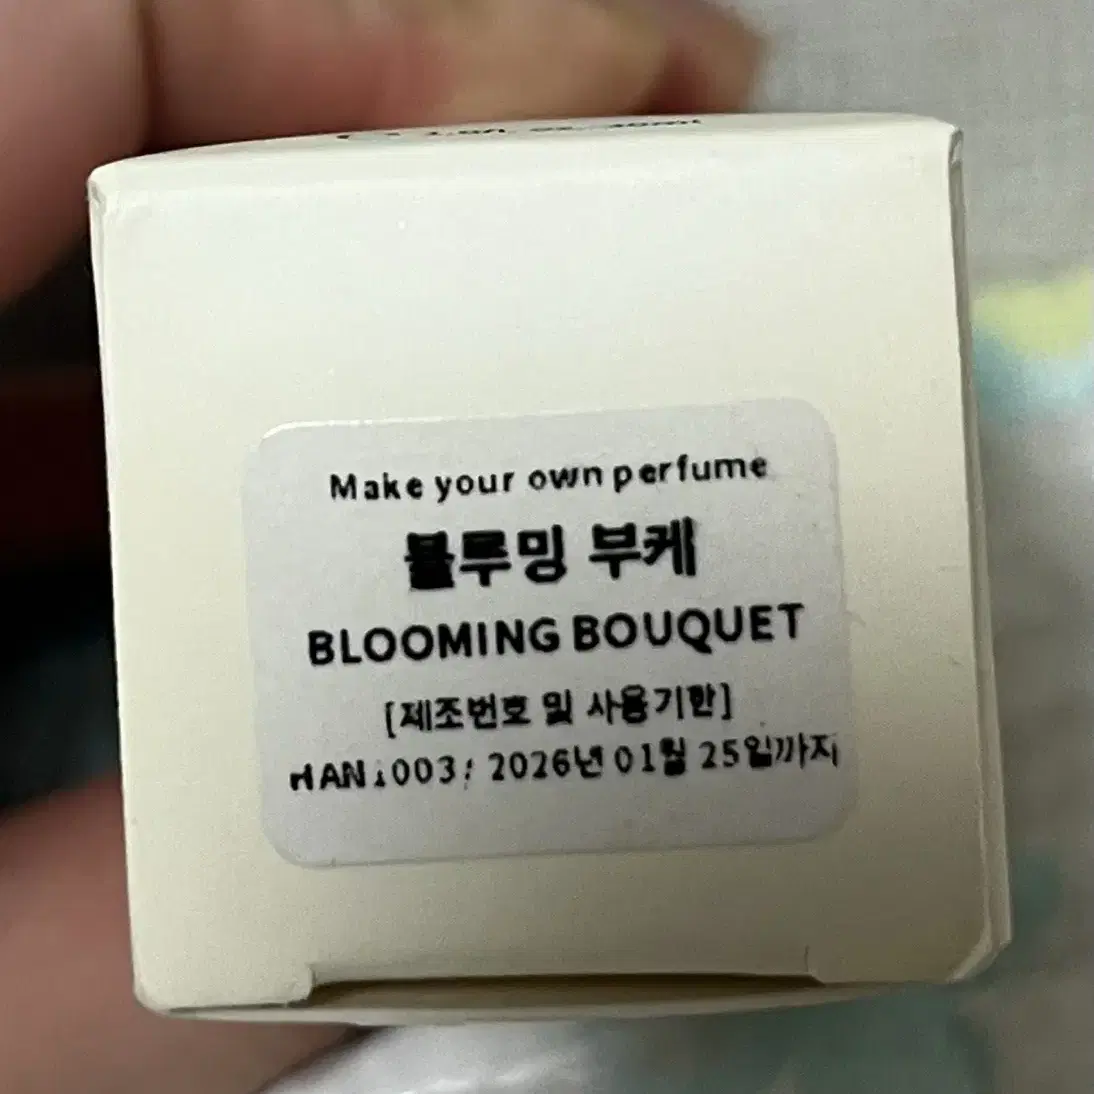 Make your own perfume
블루밍 부케
BLOOMING BOUQUET
[제조번호 및 사용기한]
2026년 01월 25일까지